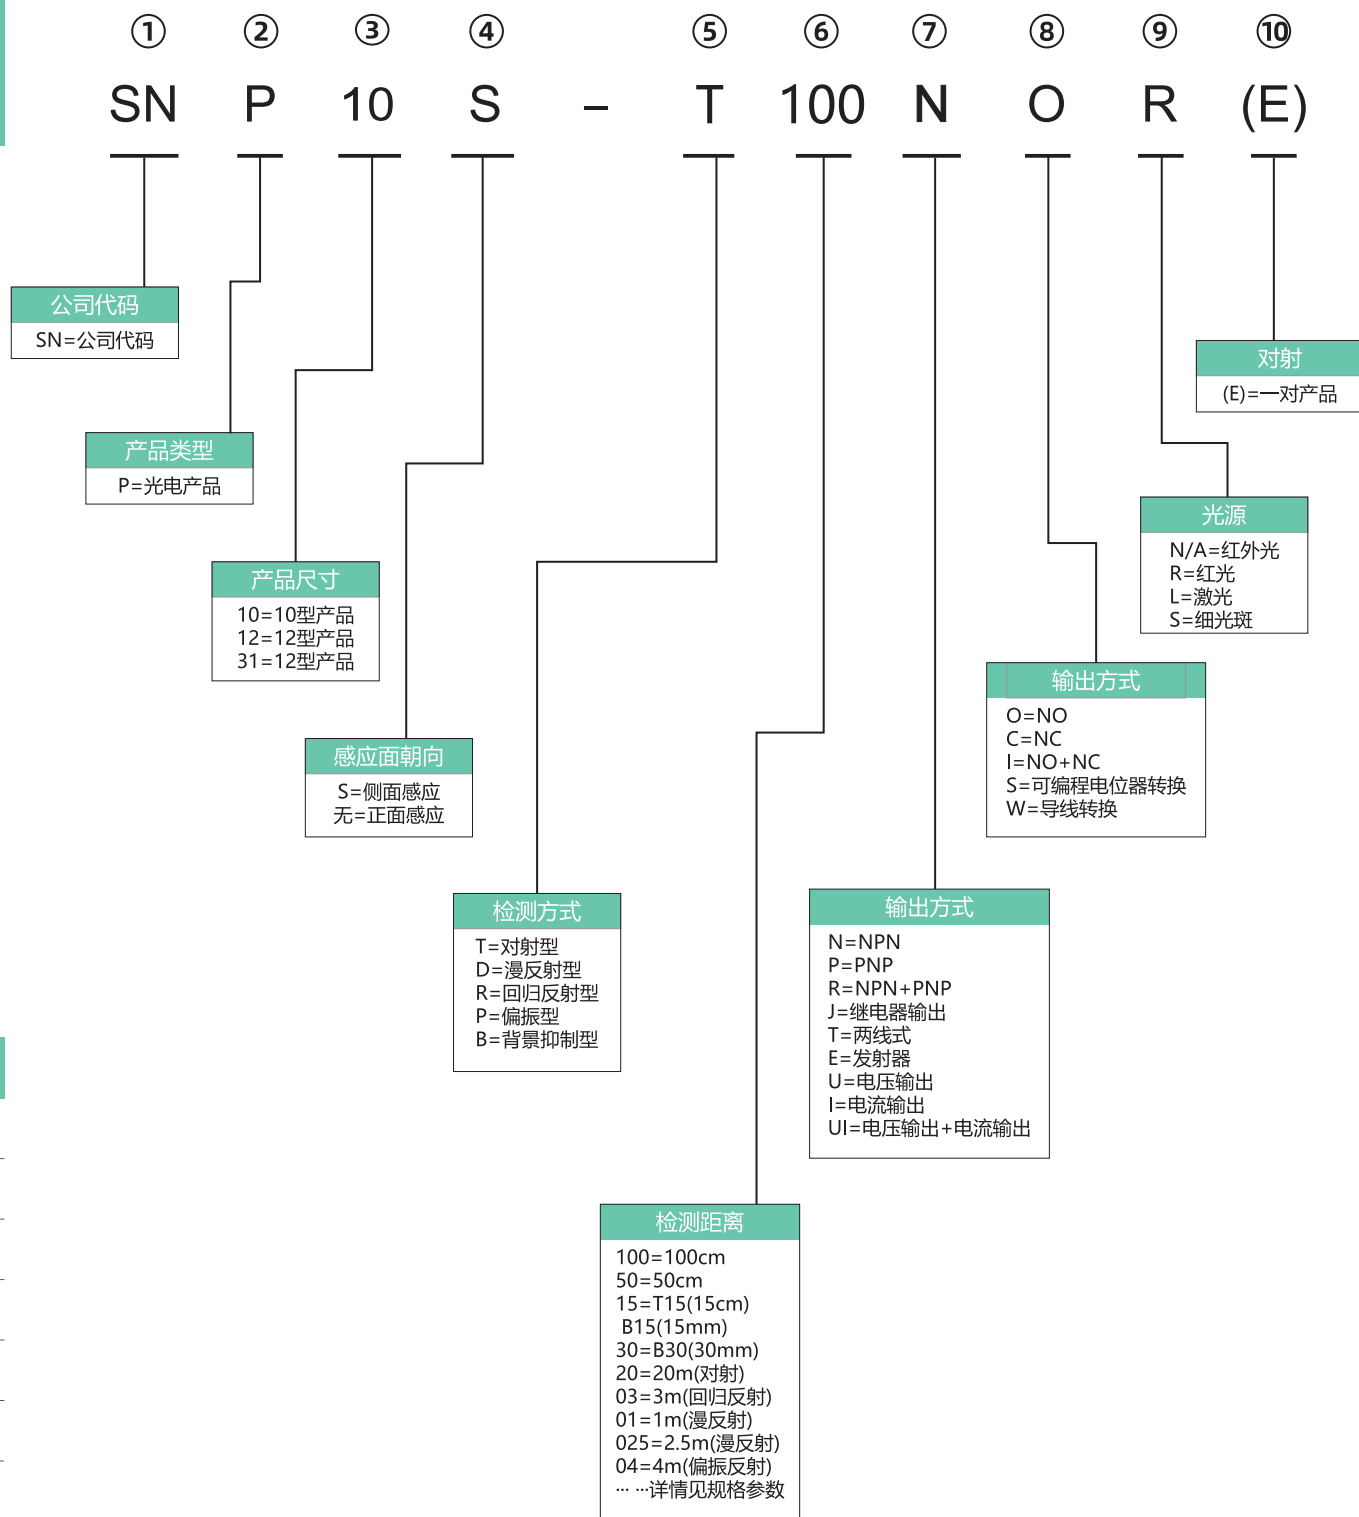 ① ② ③ ④ ⑤ ⑥ ⑦ ⑧ ⑨ ⑩
SN P 10 S – T 100 N O R (E)
公司代码
SN=公司代码
产品类型
P=光电产品
产品尺寸
10=10型产品
12=12型产品
31=12型产品
感应面朝向
S=侧面感应
无=正面感应
检测方式
T=对射型
D=漫反射型
R=回归反射型
P=偏振型
B=背景抑制型
检测距离
100=100cm
50=50cm
15=T15(15cm)
B15(15mm)
30=B30(30mm)
20=20m(对射)
03=3m(回归反射)
01=1m(漫反射)
025=2.5m(漫反射)
04=4m(偏振反射)
... ...详情见规格参数
输出方式
N=NPN
P=PNP
R=NPN+PNP
J=继电器输出
T=两线式
E=发射器
U=电压输出
I=电流输出
UI=电压输出+电流输出
输出方式
O=NO
C=NC
I=NO+NC
S=可编程电位器转换
W=导线转换
光源
N/A=红外光
R=红光
L=激光
S=细光斑
对射
(E)=一对产品